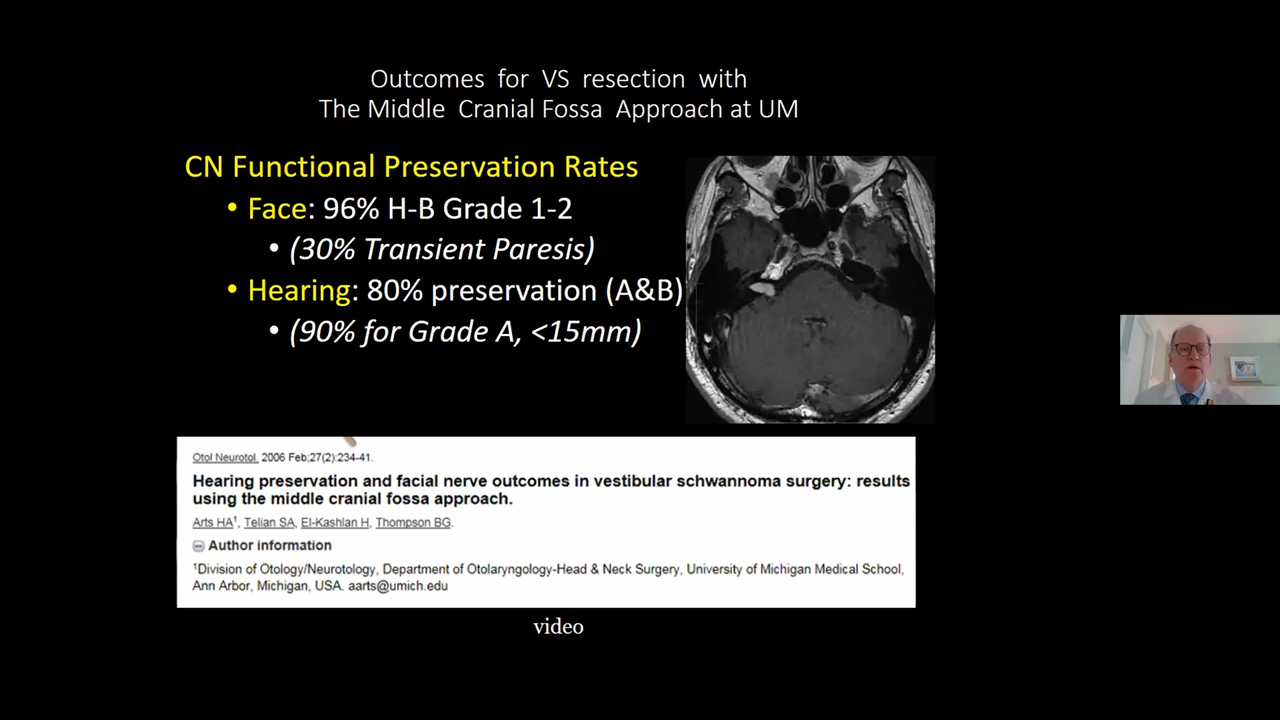 Outcomes for VS resection with
The Middle Cranial Fossa Approach at UM
CN Functional Preservation Rates
• Face: 96% H-B Grade 1-2
• (30% Transient Paresis)
• Hearing: 80% preservation (A&B)
• (90% for Grade A, <15mm)
Otol Neurotol. 2006 Feb;27(2):234-41.
Hearing preservation and facial nerve outcomes in vestibular schwannoma surgery: results
using the middle cranial fossa approach.
Arts HA1, Telian SA, El-Kashlan H, Thompson BG.
Author information
1Division of Otology/Neurotology, Department of Otolaryngology-Head & Neck Surgery, University of Michigan Medical School,
Ann Arbor, Michigan, USA. aarts@umich.edu
video